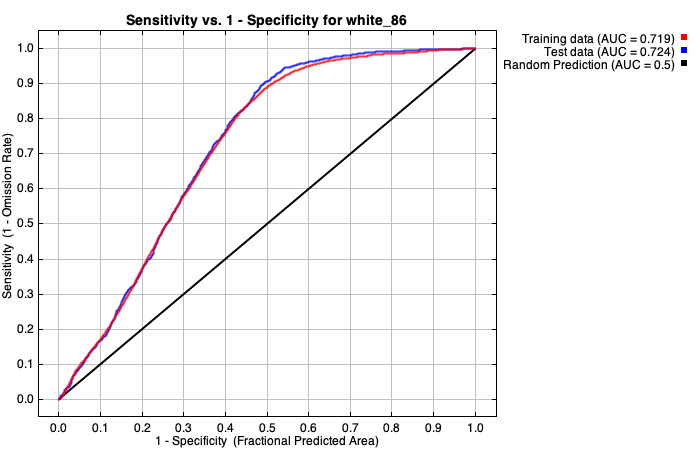 Sensitivity vs. 1 - Specificity for white_86
Training data (AUC = 0.719)
Test data (AUC = 0.724)
Random Prediction (AUC = 0.5)
Sensitivity (1 - Omission Rate)
1.0
0.9
0.8
0.7
0.6
0.5
0.4
0.3
0.2
0.1
0.0
0.0 0.1 0.2 0.3 0.4 0.5 0.6 0.7 0.8 0.9 1.0
1 - Specificity (Fractional Predicted Area)